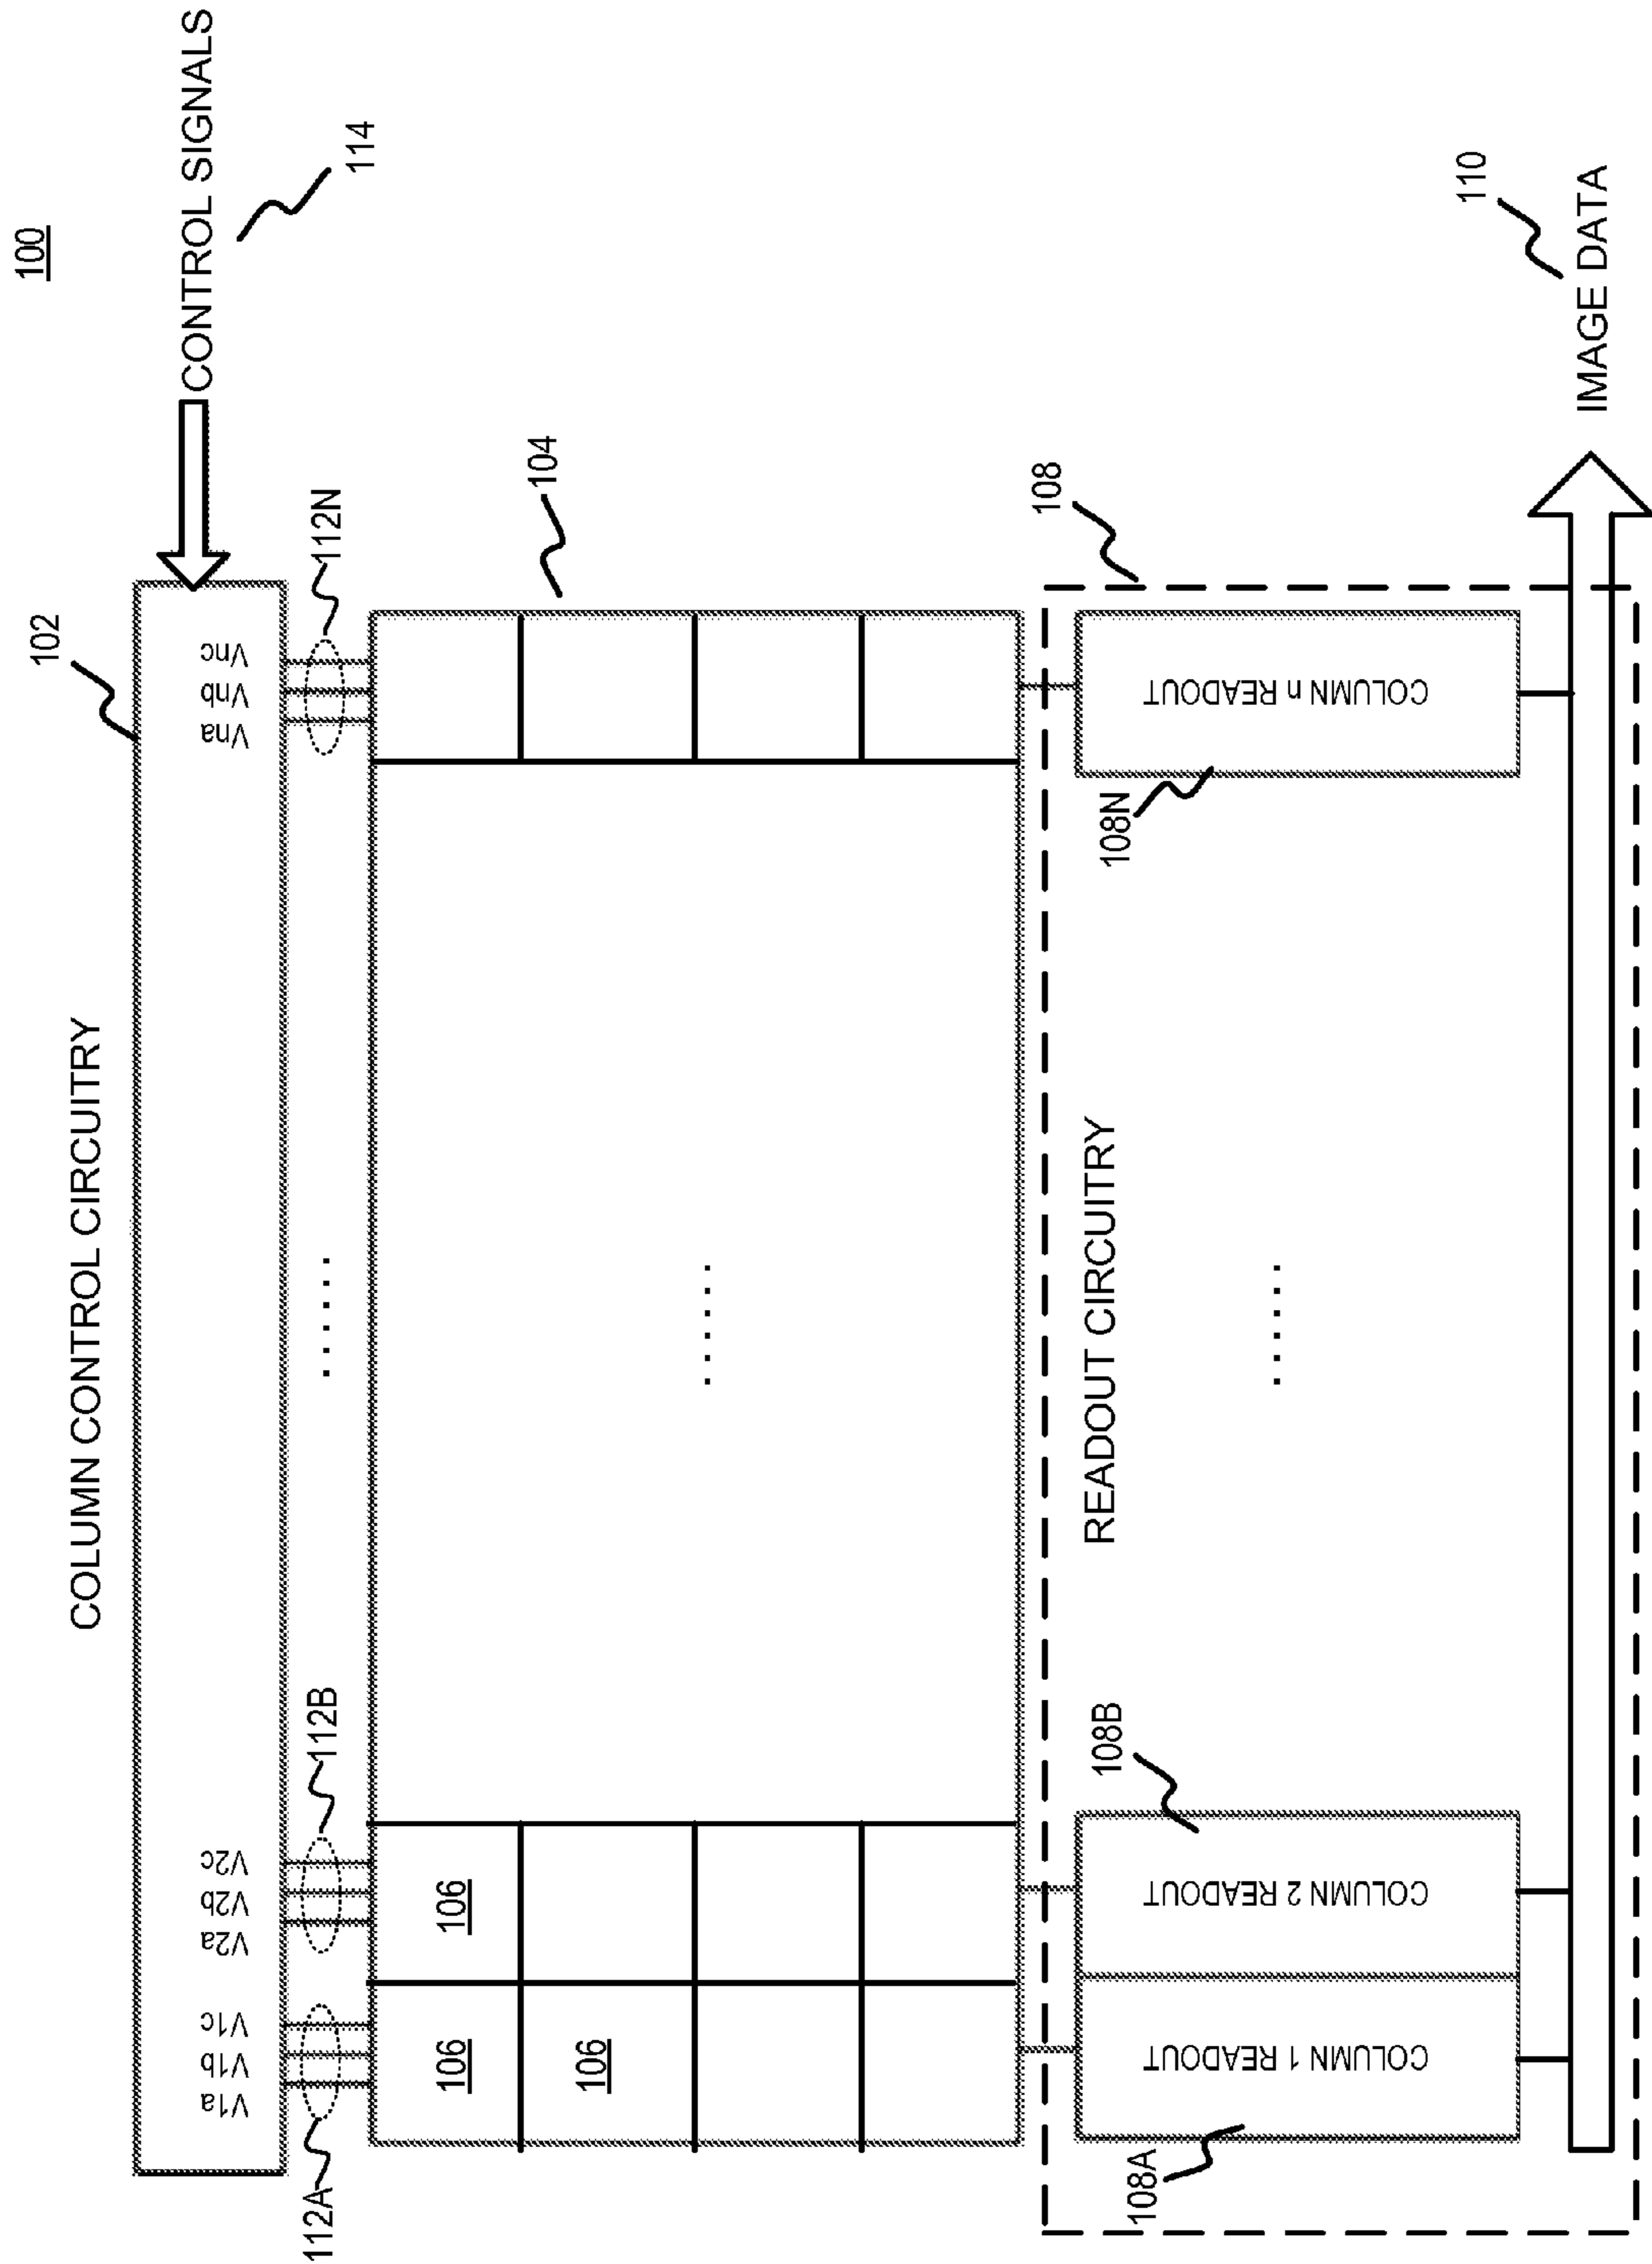 100
COLUMN CONTROL CIRCUITRY
102
CONTROL SIGNALS
114
V1a
V1b
V1c
V2a
V2b
V2c
Vna
Vnb
Vnc
112A
112B
......
112N
104
106
106
106
......
108
READOUT CIRCUITRY
108A
108B
108N
COLUMN 1 READOUT
COLUMN 2 READOUT
......
COLUMN n READOUT
110
IMAGE DATA